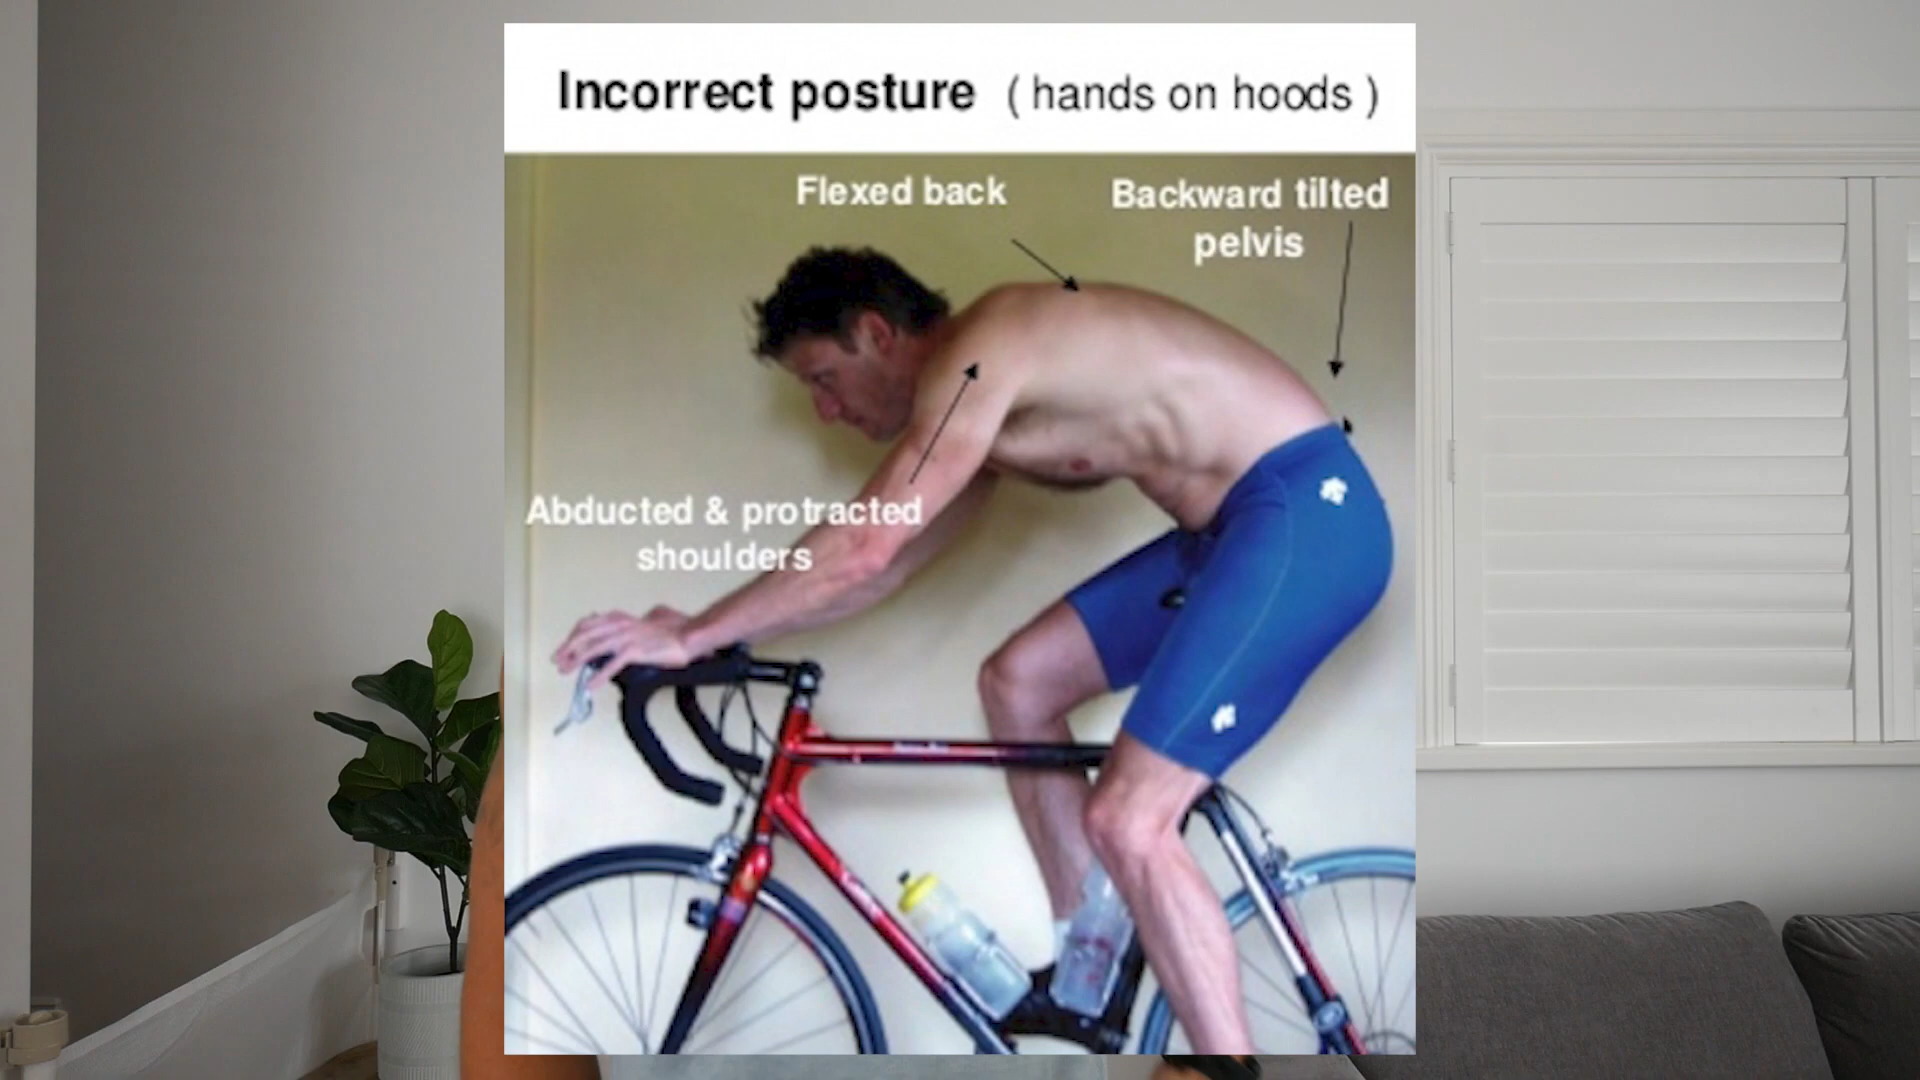 Incorrect posture ( hands on hoods )
Flexed back
Backward tilted
pelvis
Abducted & protracted
shoulders